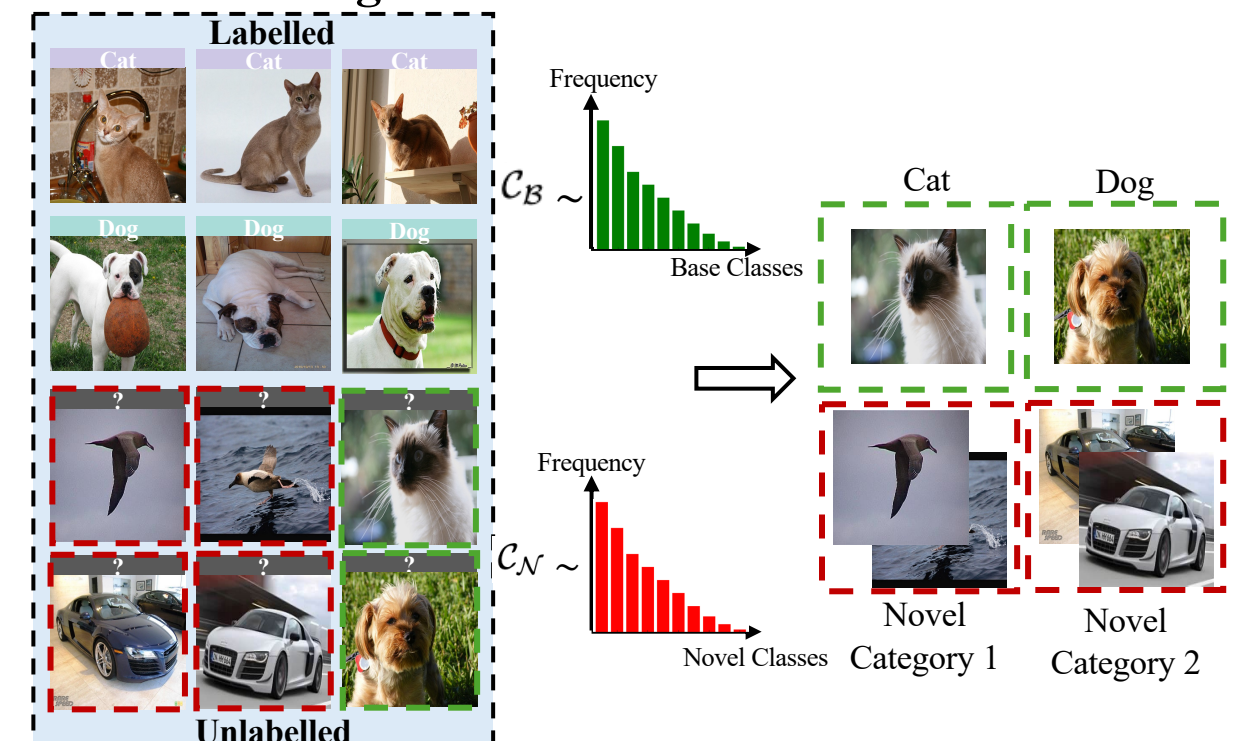 Labelled
Cat
Cat
Cat
Dog
Dog
Dog
?
?
?
?
?
?
Unlabelled
Frequency
𝒞_ℬ ~
Base Classes
Frequency
𝒞_𝒩 ~
Novel Classes
Cat
Dog
Novel
Category 1
Novel
Category 2